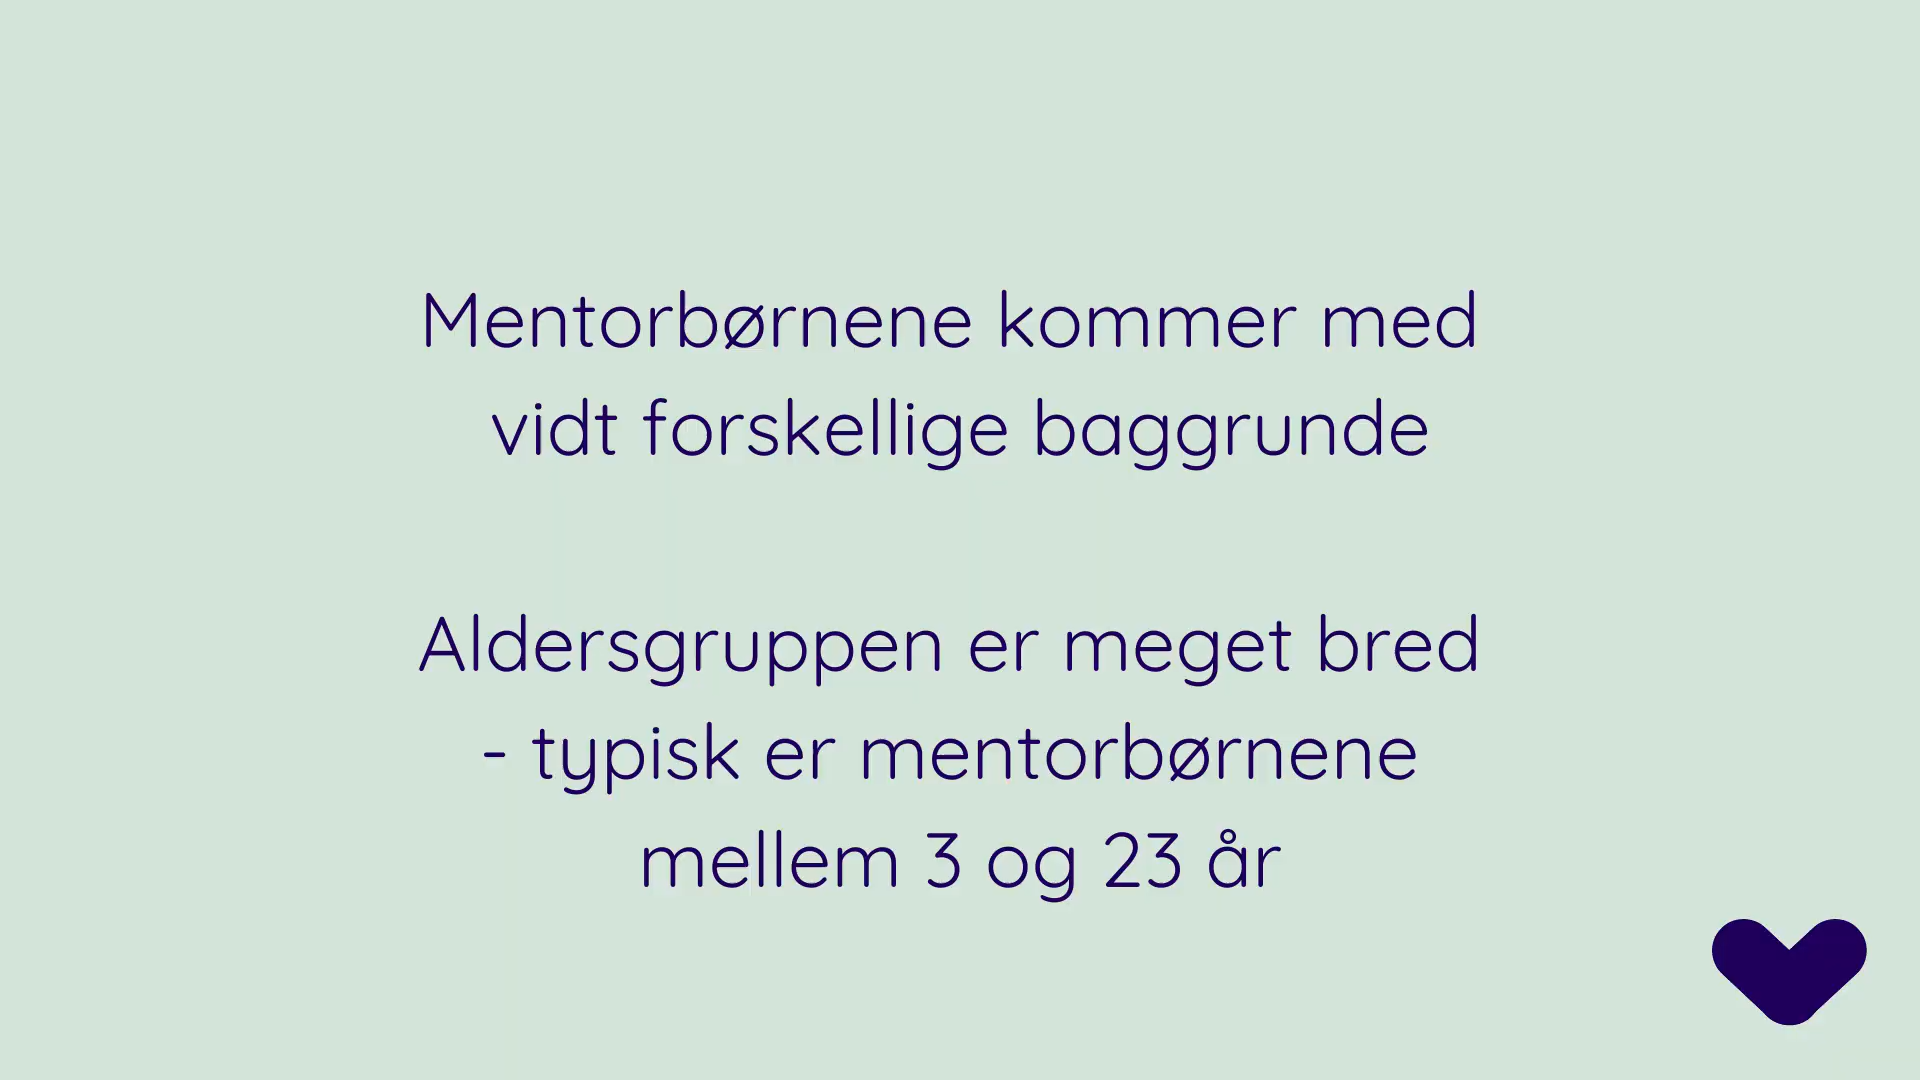 Mentorbørnene kommer med
vidt forskellige baggrunde
Aldersgruppen er meget bred
- typisk er mentorbørnene
mellem 3 og 23 år